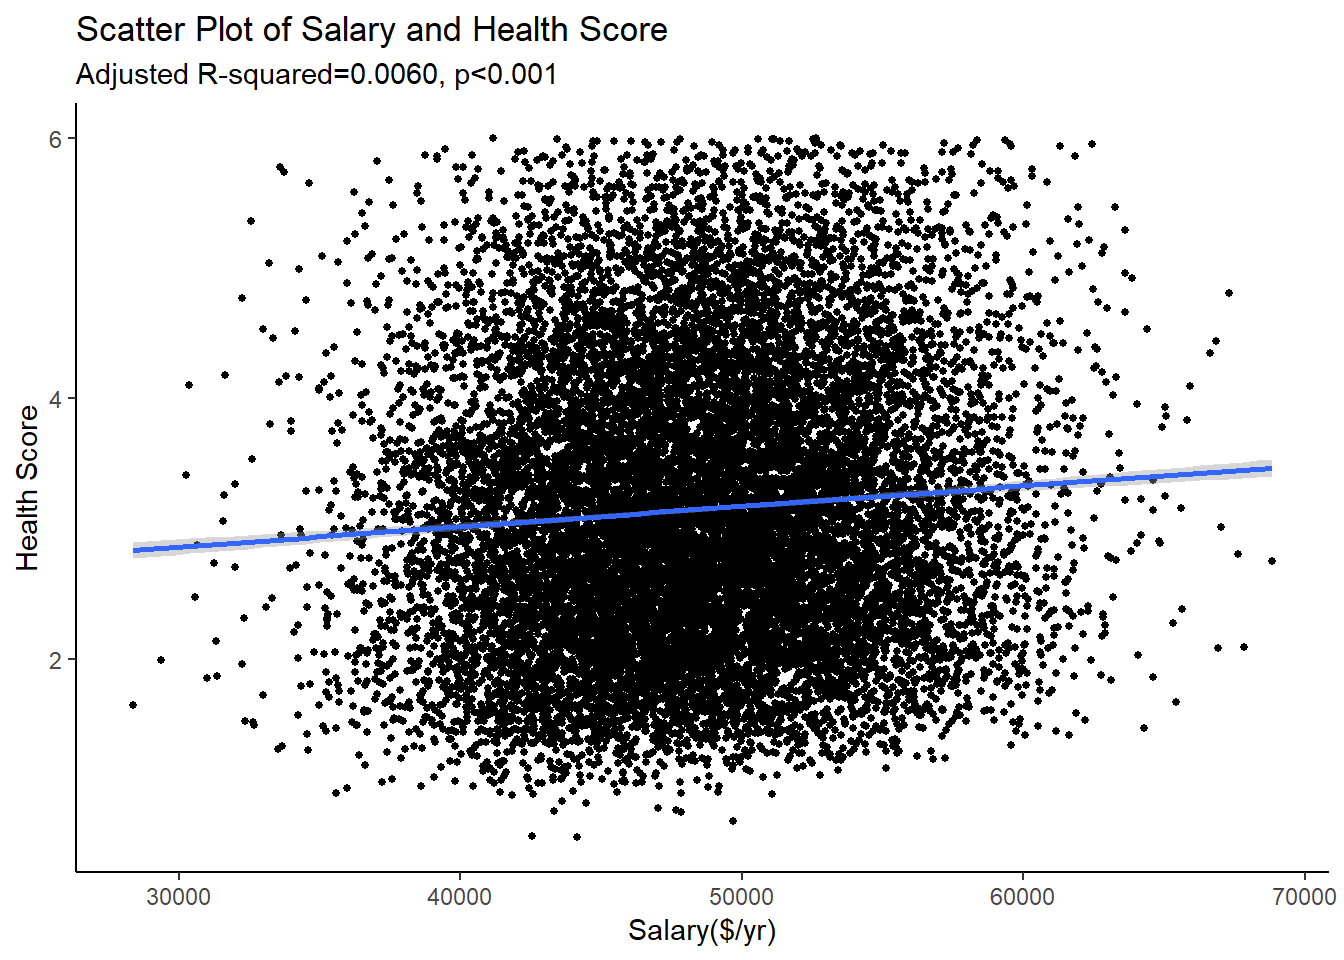 Scatter Plot of Salary and Health Score
Adjusted R-squared=0.0060, p<0.001
6
4
2
Health Score
30000 40000 50000 60000 70000
Salary($/yr)